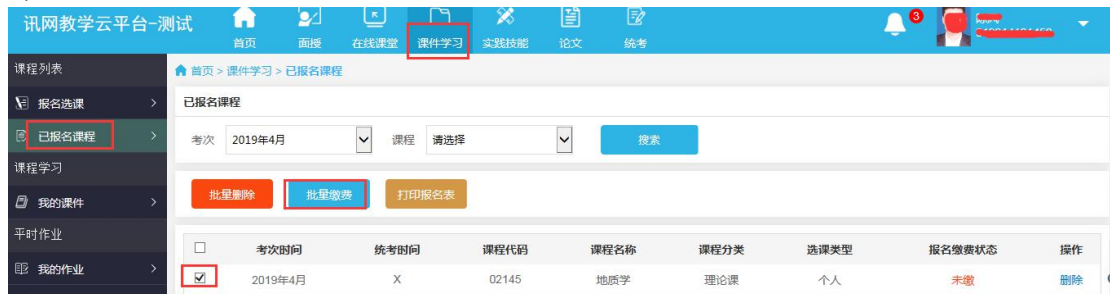 讯网教学云平台-测试
首页 面授 在线课堂 课件学习 实践技能 论文 统考
3
课程列表
首页 > 课件学习 > 已报名课程
报名选课
已报名课程
已报名课程
考次 2019年4月 课程 请选择 搜索
课程学习
我的课件
批量删除 批量缴费 打印报名表
平时作业
考次时间 统考时间 课程代码 课程名称 课程分类 选课类型 报名缴费状态 操作
我的作业
2019年4月 X 02145 地质学 理论课 个人 未缴 删除